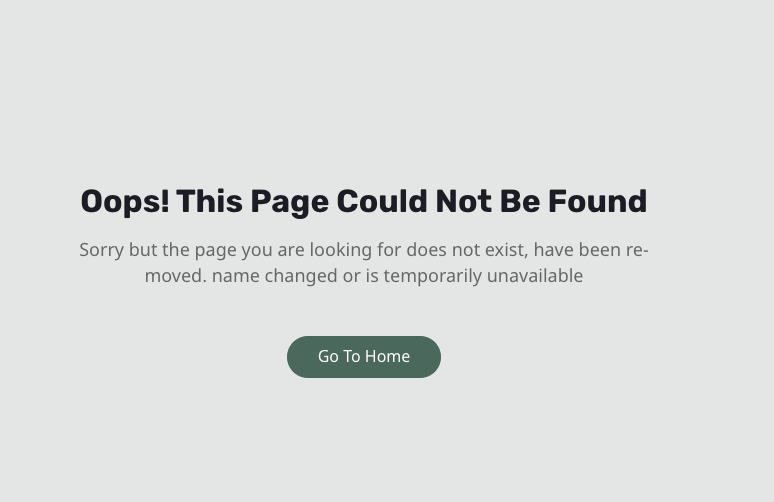 Oops! This Page Could Not Be Found
Sorry but the page you are looking for does not exist, have been re-
moved. name changed or is temporarily unavailable
Go To Home